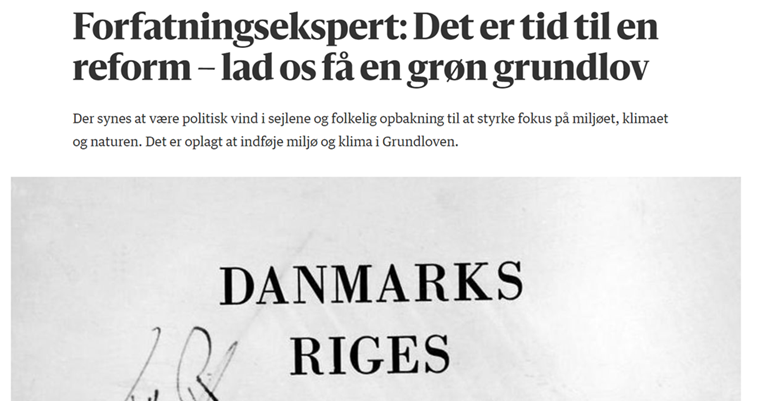 Forfatningsekspert: Det er tid til en
reform – lad os få en grøn grundlov
Der synes at være politisk vind i sejlene og folkelig opbakning til at styrke fokus på miljøet, klimaet
og naturen. Det er oplagt at indføje miljø og klima i Grundloven.
DANMARKS
RIGES